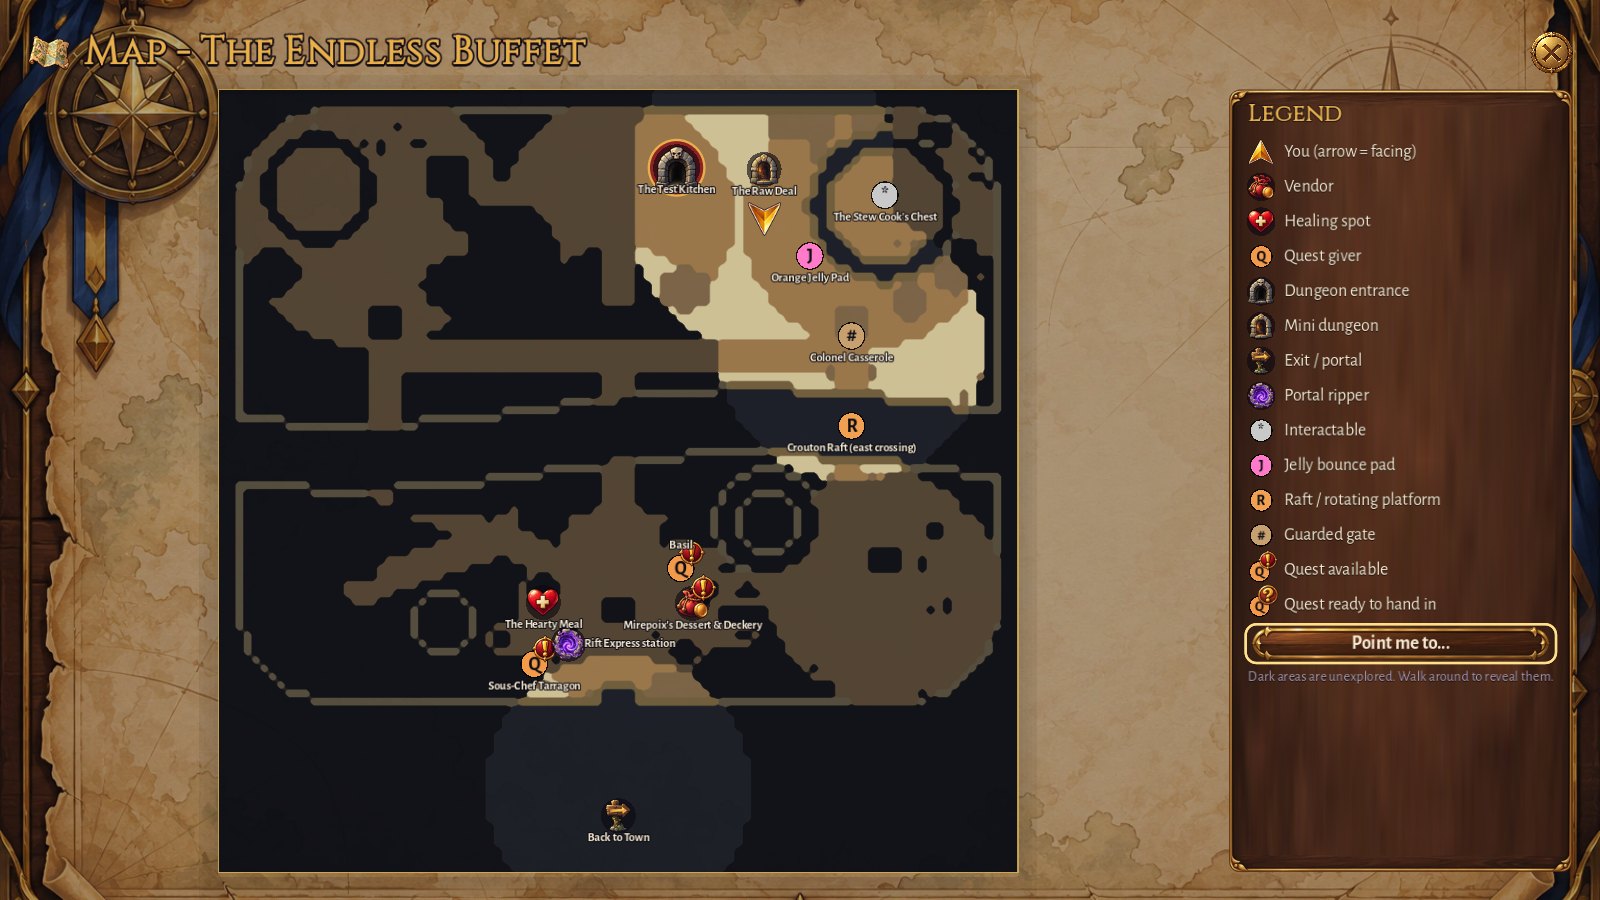 Map - The Endless Buffet
The Test Kitchen
The Raw Deal
*
The Stew Cook's Chest
J
Orange Jelly Pad
#
Colonel Casserole
R
Crouton Raft (east crossing)
Basil
!
Q
!
The Hearty Meal
Mirepoix's Dessert & Deckery
!
Rift Express station
Q
Sous-Chef Tarragon
Back to Town
Legend
You (arrow = facing)
Vendor
Healing spot
Q Quest giver
Dungeon entrance
Mini dungeon
Exit / portal
Portal ripper
* Interactable
J Jelly bounce pad
R Raft / rotating platform
# Guarded gate
Q! Quest available
Q? Quest ready to hand in
Point me to...
Dark areas are unexplored. Walk around to reveal them.